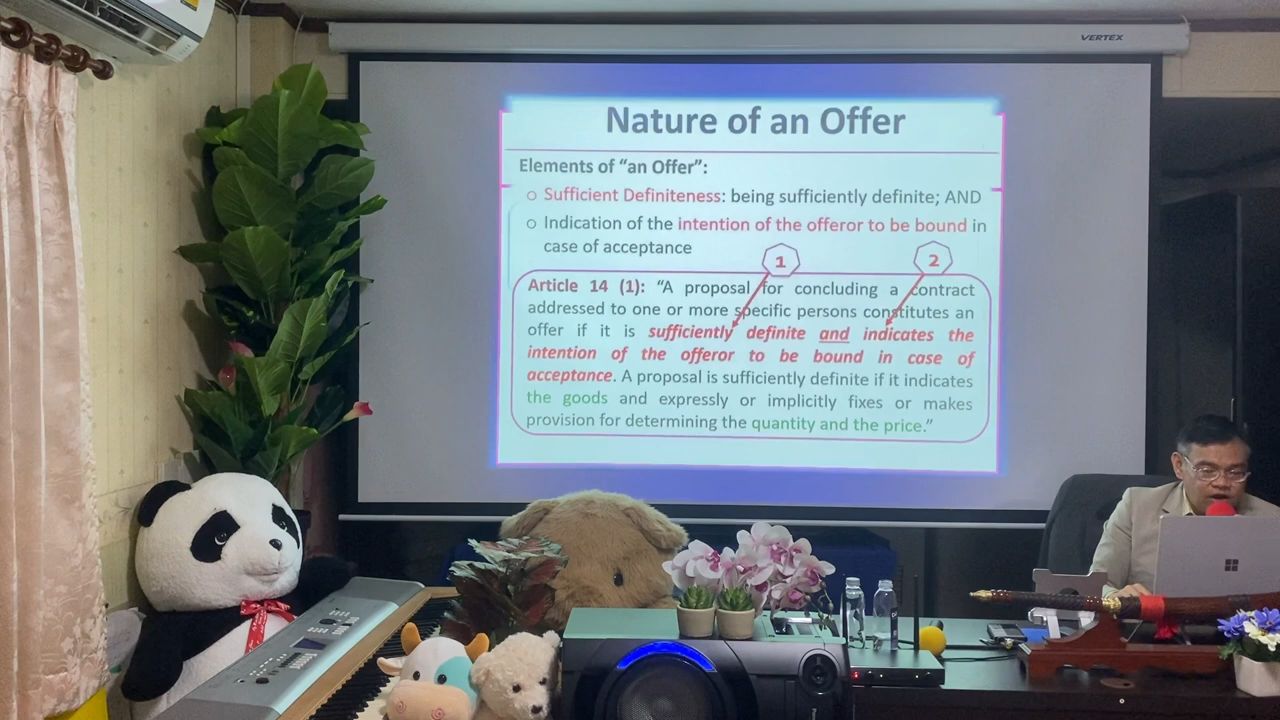 VERTEX
Nature of an Offer
Elements of “an Offer”:
○ Sufficient Definiteness: being sufficiently definite; AND
○ Indication of the intention of the offeror to be bound in
case of acceptance
1
2
Article 14 (1): “A proposal for concluding a contract
addressed to one or more specific persons constitutes an
offer if it is sufficiently definite and indicates the
intention of the offeror to be bound in case of
acceptance. A proposal is sufficiently definite if it indicates
the goods and expressly or implicitly fixes or makes
provision for determining the quantity and the price.”